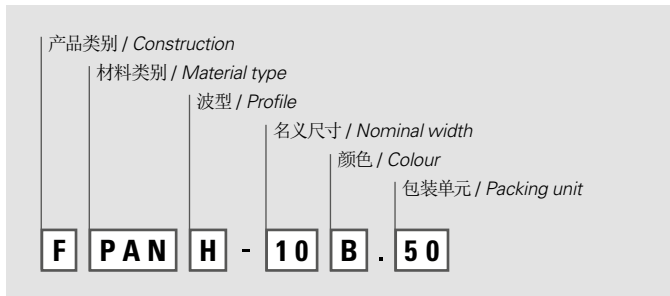 产品类别 / Construction
材料类别 / Material type
波型 / Profile
名义尺寸 / Nominal width
颜色 / Colour
包装单元 / Packing unit
F PAN H - 10 B . 50